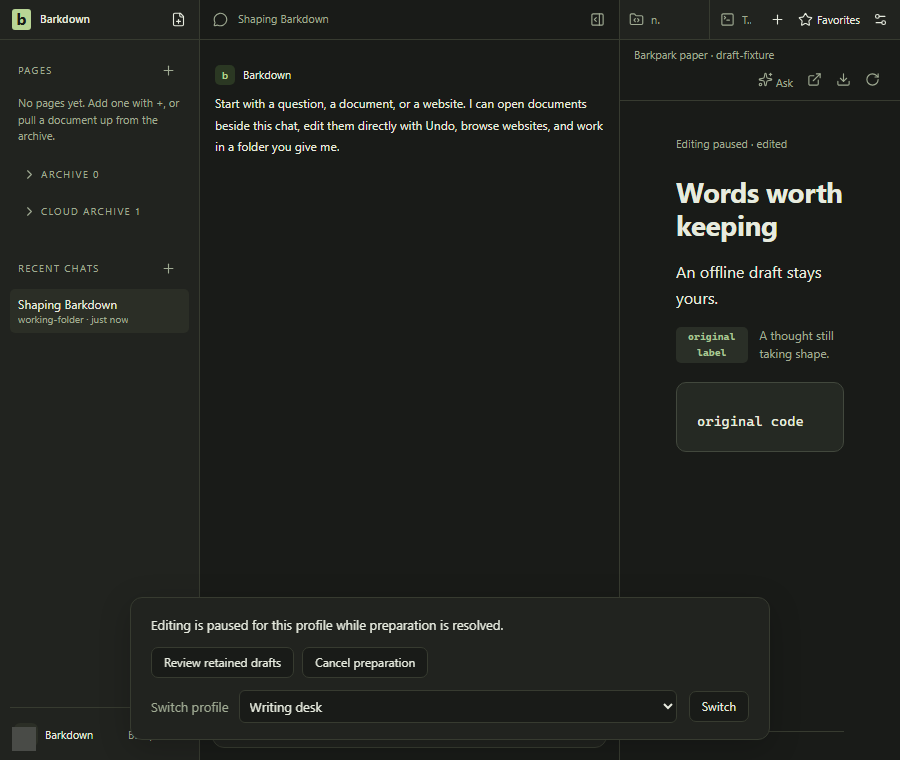 b Barkdown
PAGES
No pages yet. Add one with +, or
pull a document up from the
archive.
ARCHIVE 0
CLOUD ARCHIVE 1
RECENT CHATS
Shaping Barkdown
working-folder · just now
Barkdown
Shaping Barkdown
b Barkdown
Start with a question, a document, or a website. I can open documents
beside this chat, edit them directly with Undo, browse websites, and work
in a folder you give me.
n.
T..
Favorites
Barkpark paper · draft-fixture
Ask
Editing paused · edited
Words worth
keeping
An offline draft stays
yours.
original
label
A thought still
taking shape.
original code
Editing is paused for this profile while preparation is resolved.
Review retained drafts
Cancel preparation
Switch profile
Writing desk
Switch